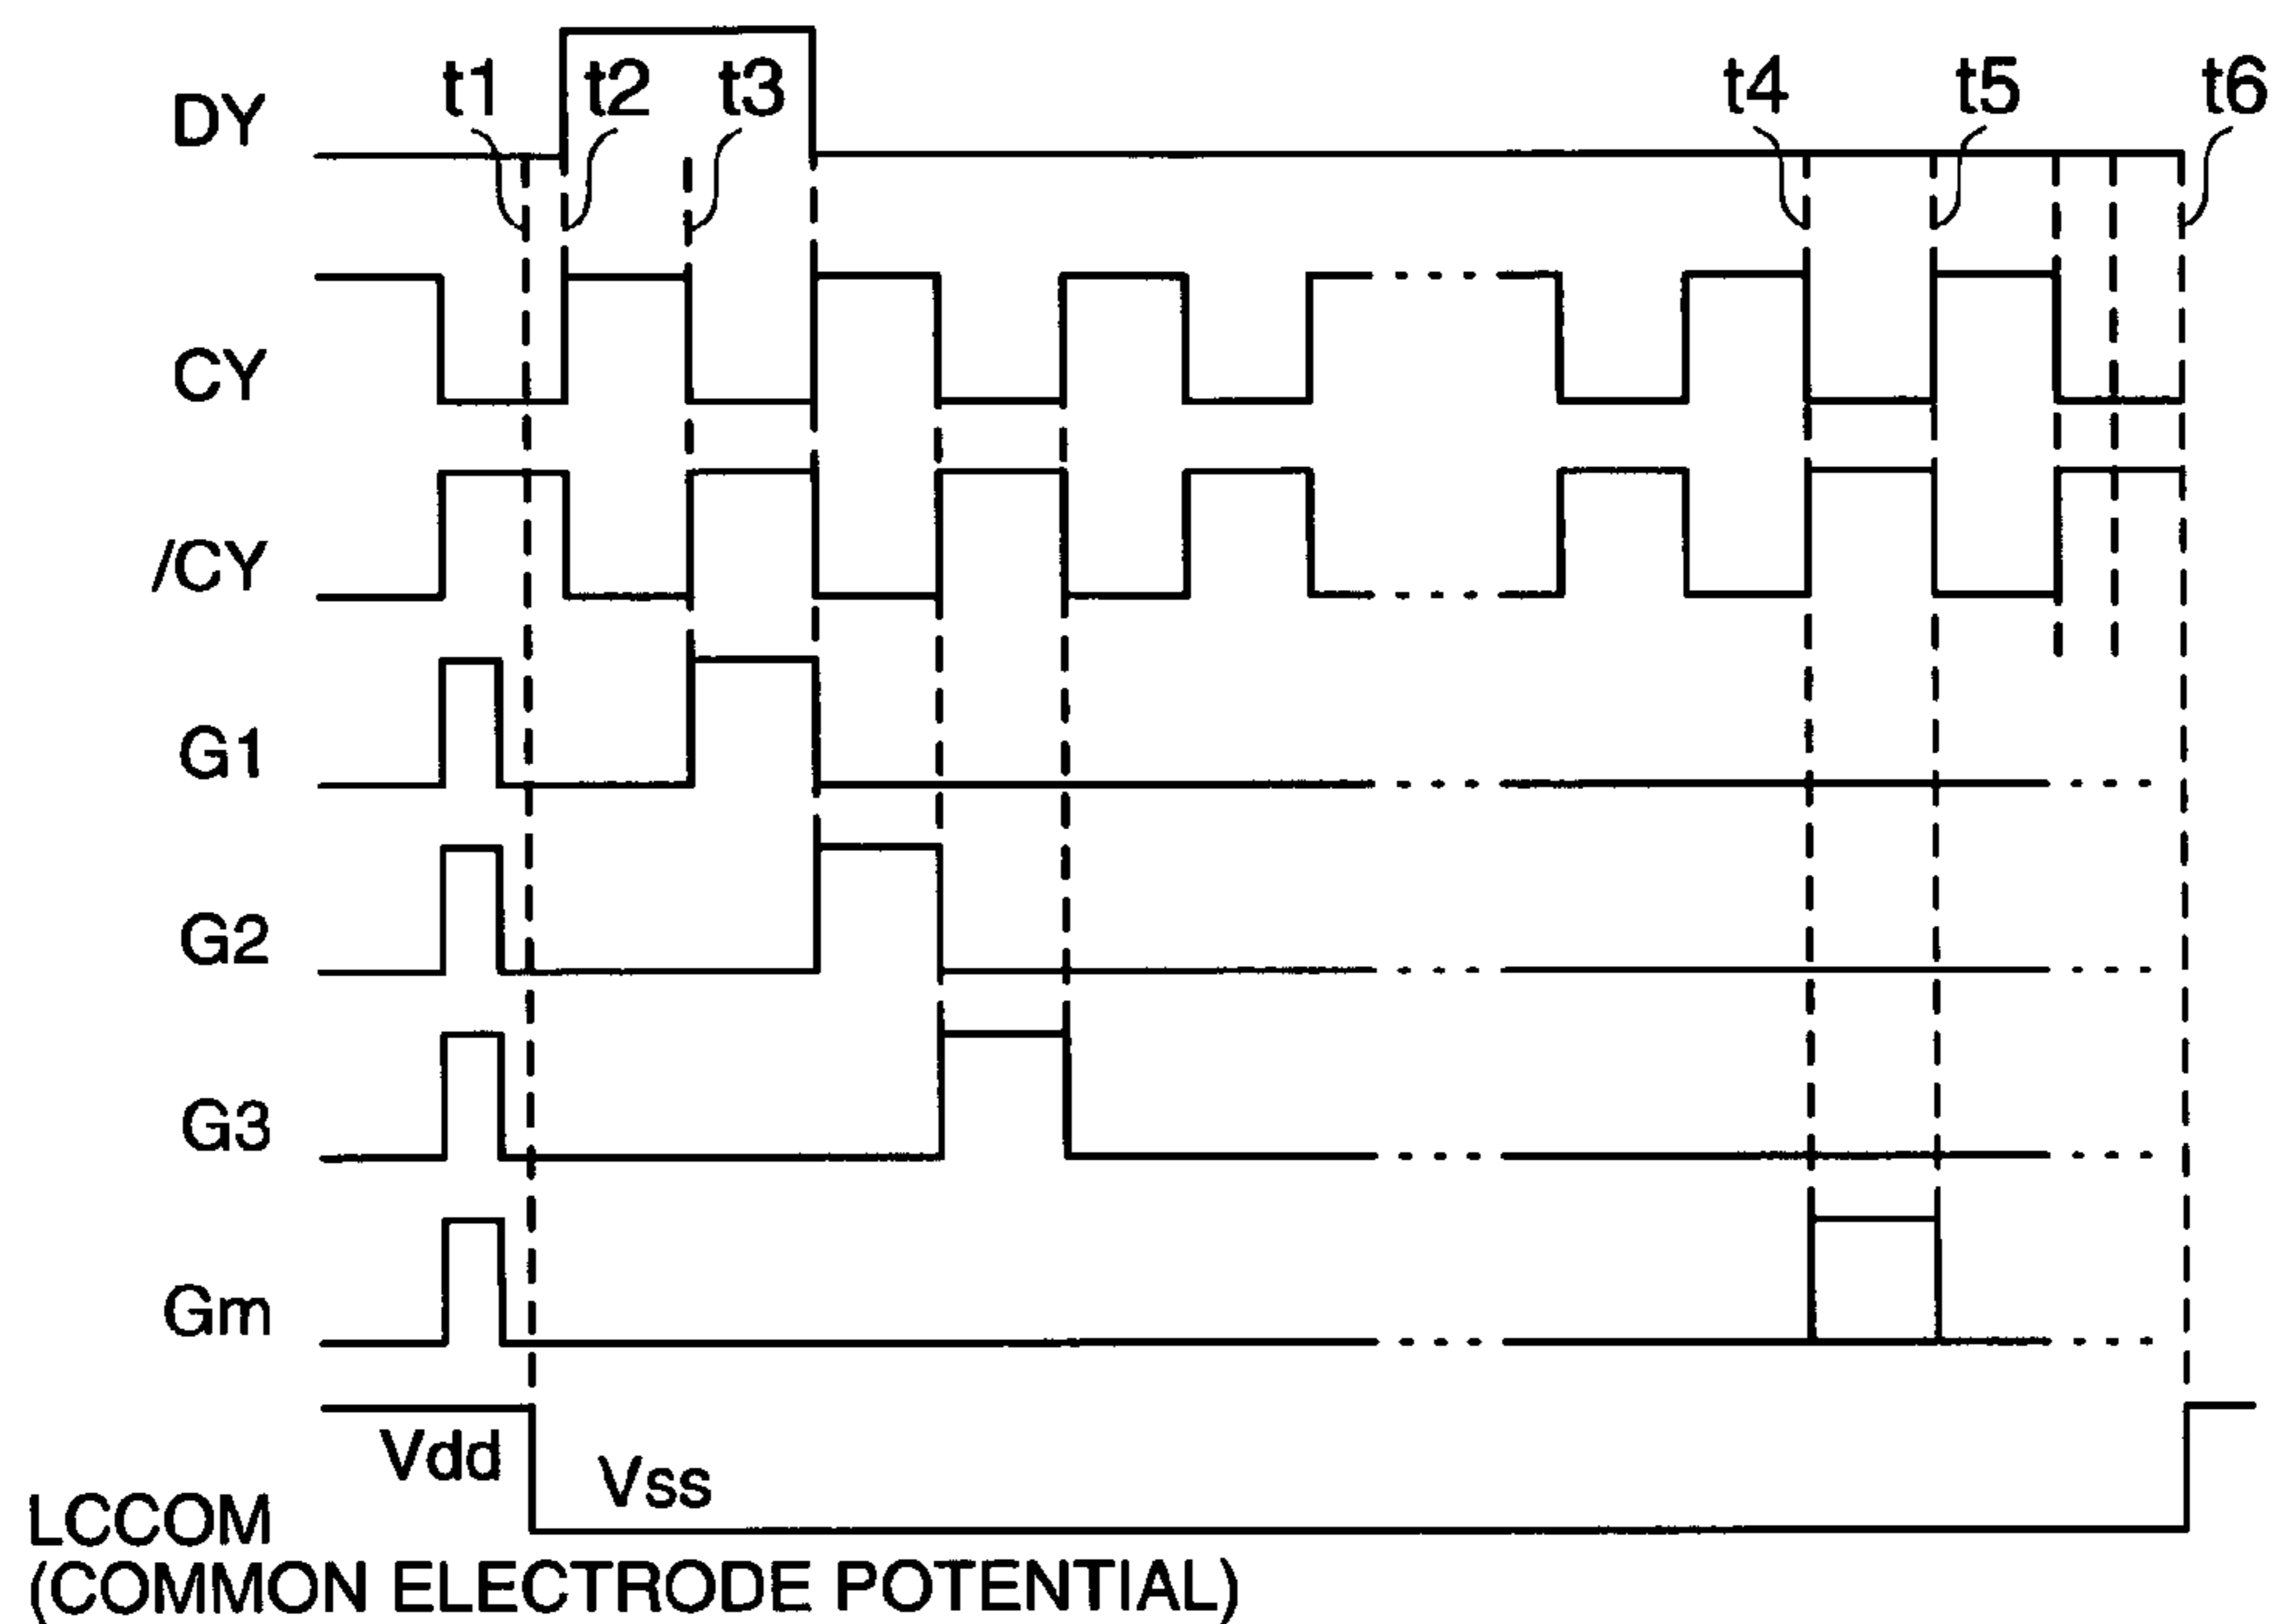 t1 t2 t3 t4 t5 t6
DY
CY
/CY
G1
G2
G3
Gm
Vdd
Vss
LCCOM
(COMMON ELECTRODE POTENTIAL)